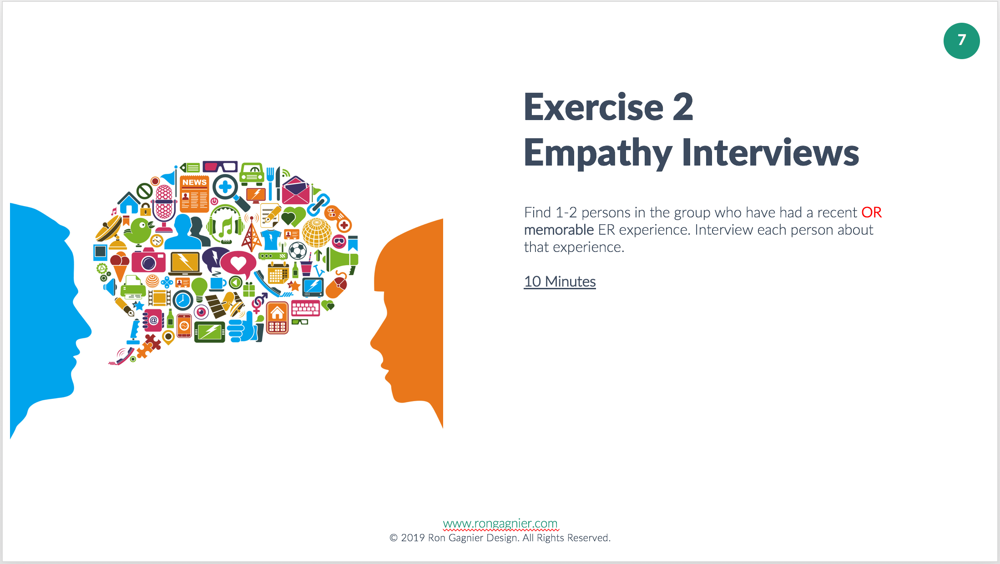 7
Exercise 2
Empathy Interviews
NEWS
Find 1-2 persons in the group who have had a recent OR
memorable ER experience. Interview each person about
that experience.
10 Minutes
@
www.rongagnier.com
© 2019 Ron Gagnier Design. All Rights Reserved.